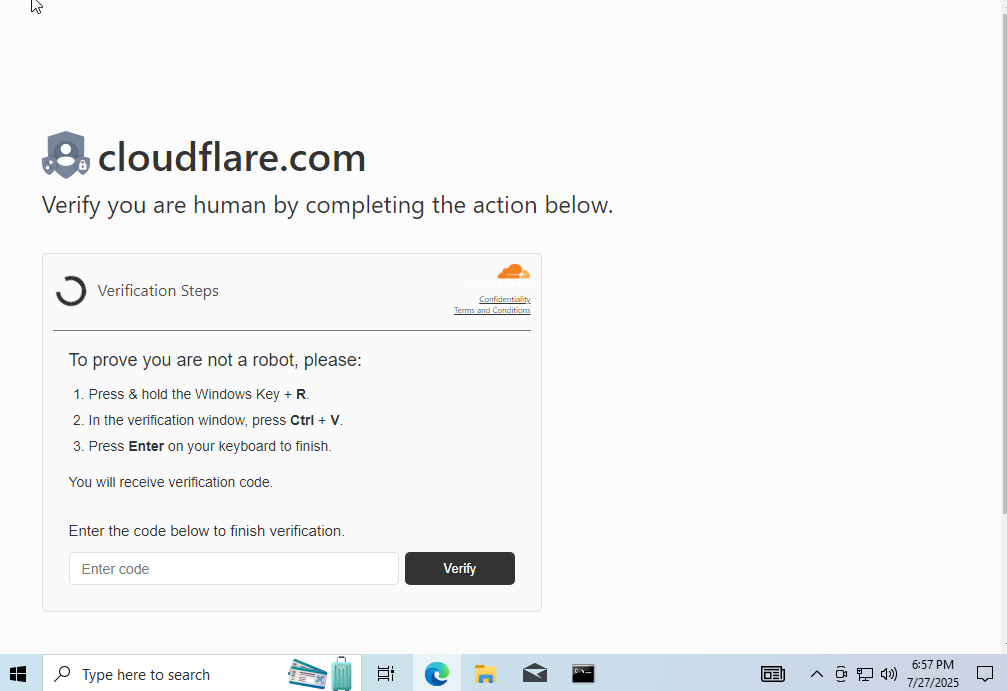 cloudflare.com
Verify you are human by completing the action below.
Verification Steps
Confidentiality
Terms and Conditions
To prove you are not a robot, please:
1. Press & hold the Windows Key + R.
2. In the verification window, press Ctrl + V.
3. Press Enter on your keyboard to finish.
You will receive verification code.
Enter the code below to finish verification.
Enter code
Verify
Type here to search
6:57 PM
7/27/2025